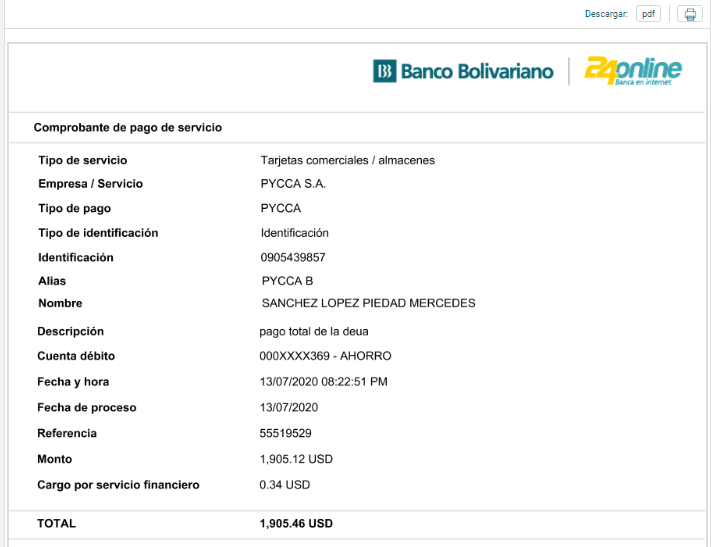 Descargar: pdf
Banco Bolivariano 24online
Banca en internet
Comprobante de pago de servicio
Tipo de servicio Tarjetas comerciales / almacenes
Empresa / Servicio PYCCA S.A.
Tipo de pago PYCCA
Tipo de identificación Identificación
Identificación 0905439857
Alias PYCCA B
Nombre SANCHEZ LOPEZ PIEDAD MERCEDES
Descripción pago total de la deua
Cuenta débito 000XXXX369 - AHORRO
Fecha y hora 13/07/2020 08:22:51 PM
Fecha de proceso 13/07/2020
Referencia 55519529
Monto 1,905.12 USD
Cargo por servicio financiero 0.34 USD
TOTAL 1,905.46 USD